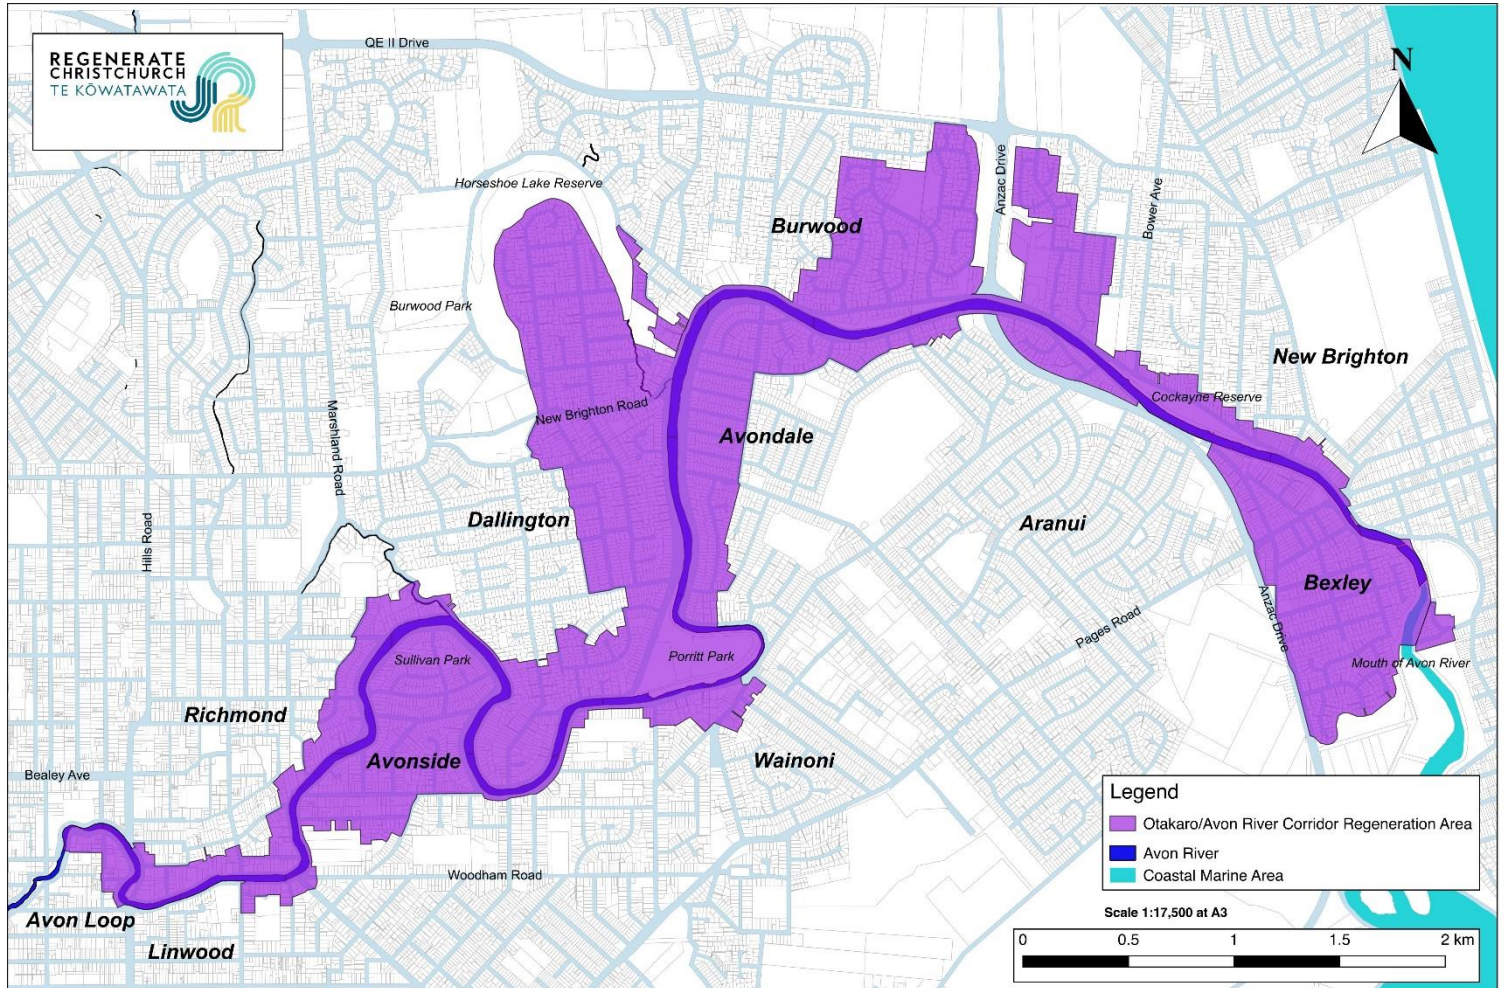 REGENERATE
CHRISTCHURCH
TE KŌWATAWATA
QE II Drive
N
Horseshoe Lake Reserve
Anzac Drive
Bower Ave
Burwood
Burwood Park
New Brighton
Cockayne Reserve
New Brighton Road
Marshland Road
Avondale
Hills Road
Dallington
Aranui
Bexley
Anzac Drive
Pages Road
Sullivan Park
Porritt Park
Mouth of Avon River
Richmond
Avonside
Wainoni
Bealey Ave
Woodham Road
Avon Loop
Linwood
Legend
Otakaro/Avon River Corridor Regeneration Area
Avon River
Coastal Marine Area
Scale 1:17,500 at A3
0 0.5 1 1.5 2 km